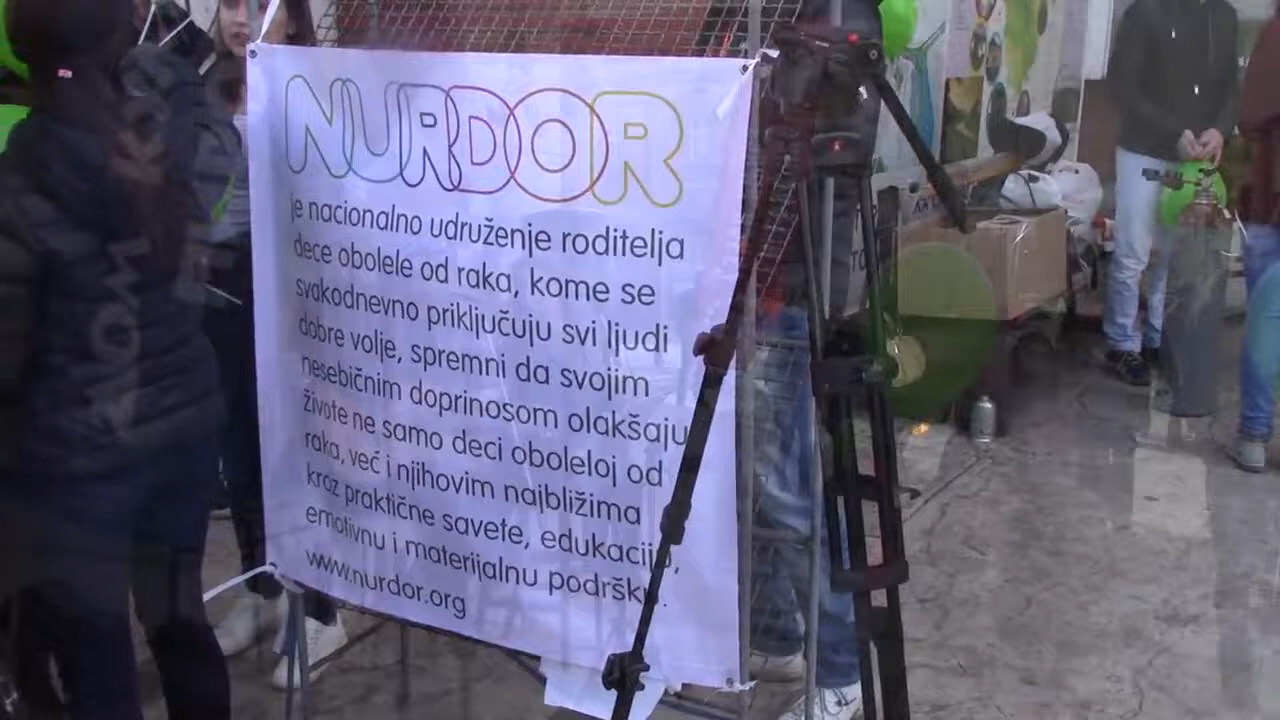 NURDOR
je nacionalno udruženje roditelja
dece obolele od raka, kome se
svakodnevno priključuju svi ljudi
dobre volje, spremni da svojim
nesebičnim doprinosom olakšaju
živote ne samo deci oboleloj od
raka, već i njihovim najbližima
kroz praktične savete, edukaciju,
emotivnu i materijalnu podršku.
www.nurdor.org